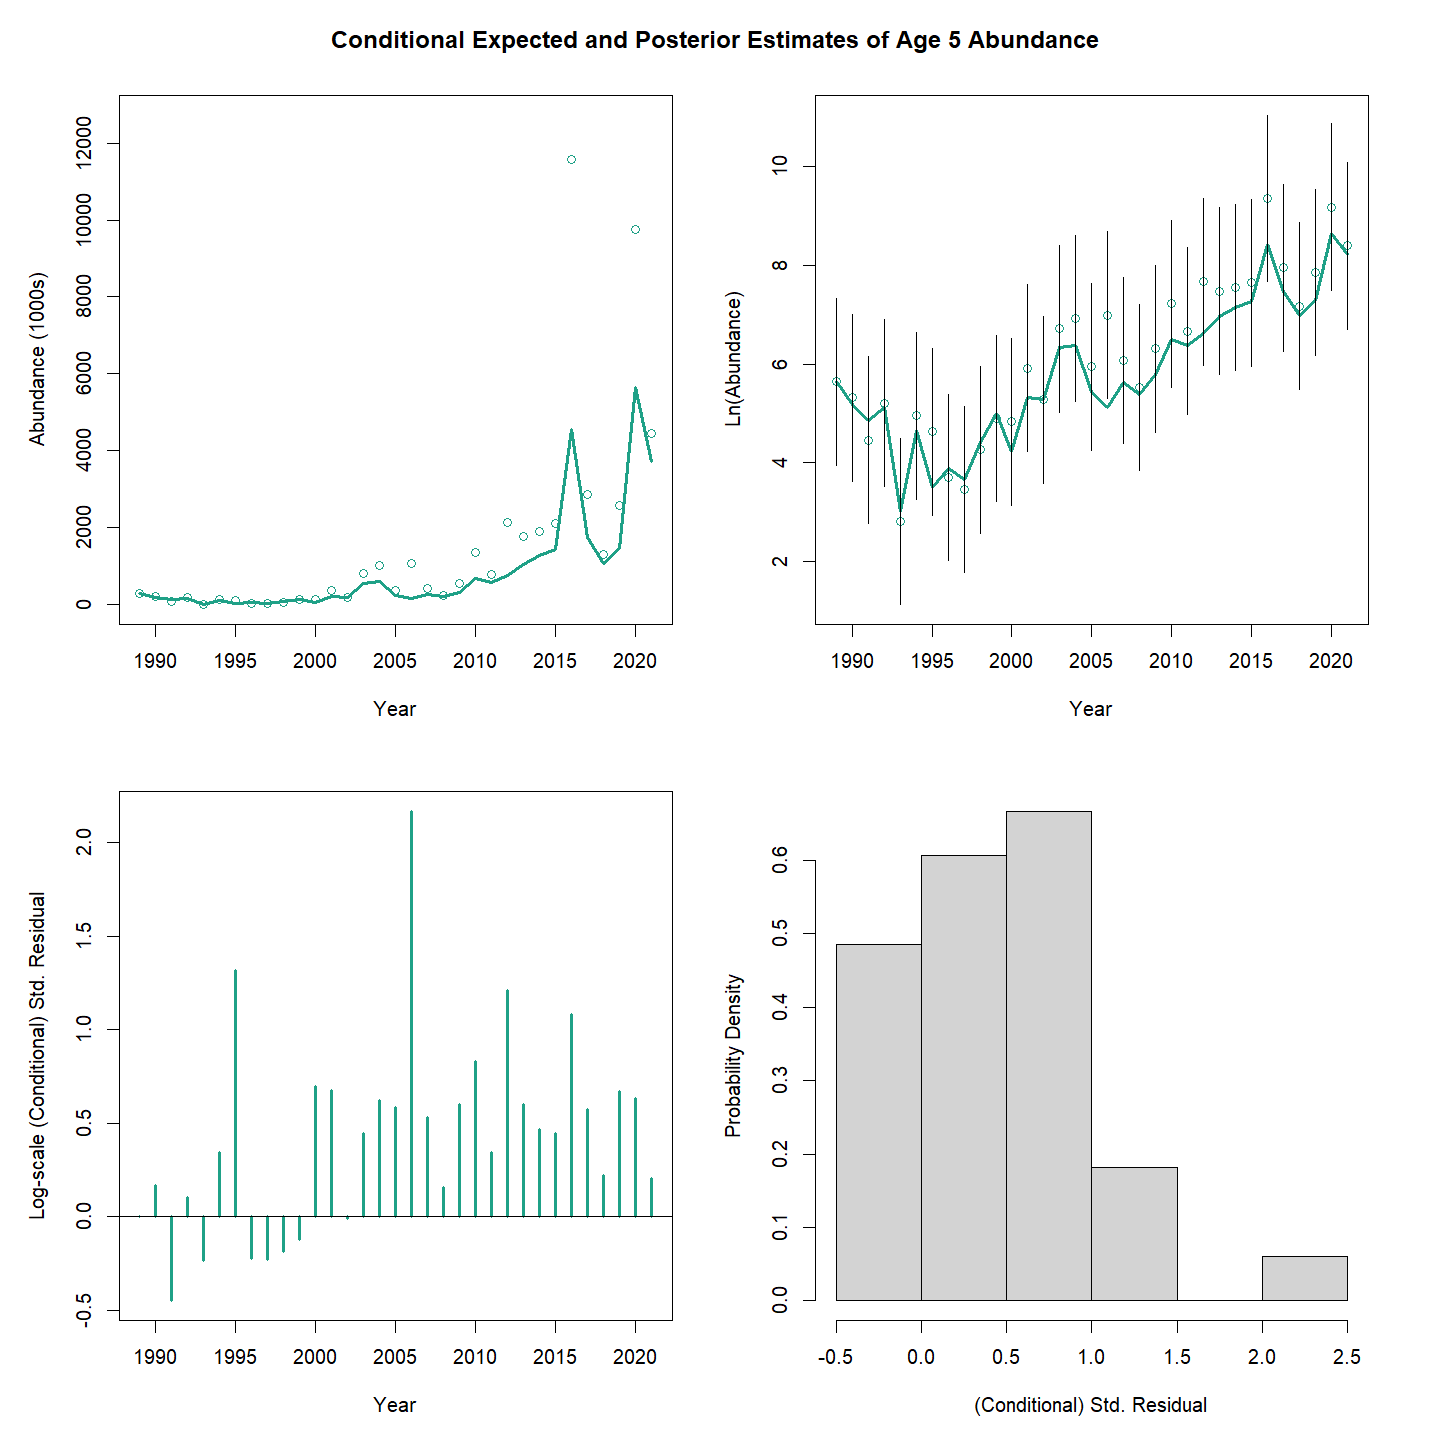 Conditional Expected and Posterior Estimates of Age 5 Abundance
Abundance (1000s)
12000
10000
8000
6000
4000
2000
0
1990 1995 2000 2005 2010 2015 2020
Year
Ln(Abundance)
10
8
6
4
2
1990 1995 2000 2005 2010 2015 2020
Year
Log-scale (Conditional) Std. Residual
2.0
1.5
1.0
0.5
0.0
-0.5
1990 1995 2000 2005 2010 2015 2020
Year
Probability Density
0.6
0.5
0.4
0.3
0.2
0.1
0.0
-0.5 0.0 0.5 1.0 1.5 2.0 2.5
(Conditional) Std. Residual